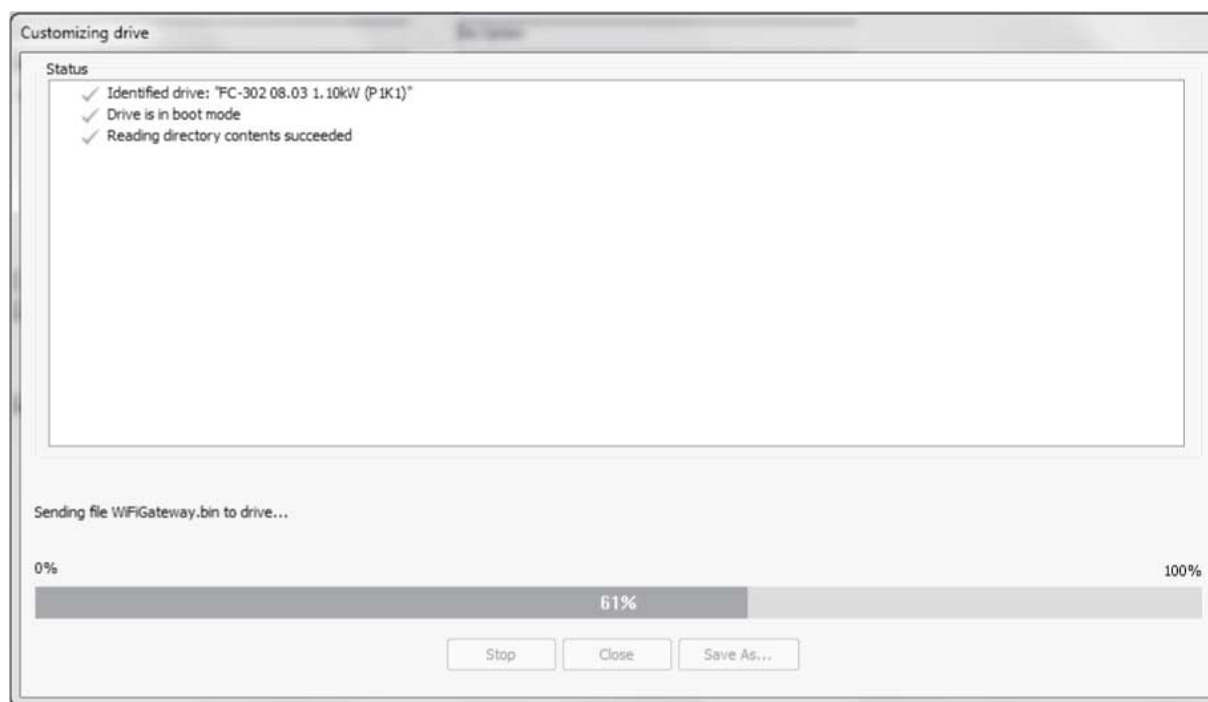 Customizing drive
Status
Identified drive: "FC-302 08.03 1.10kW (P1K1)"
Drive is in boot mode
Reading directory contents succeeded
Sending file WiFiGateway.bin to drive...
0%
100%
61%
Stop
Close
Save As...